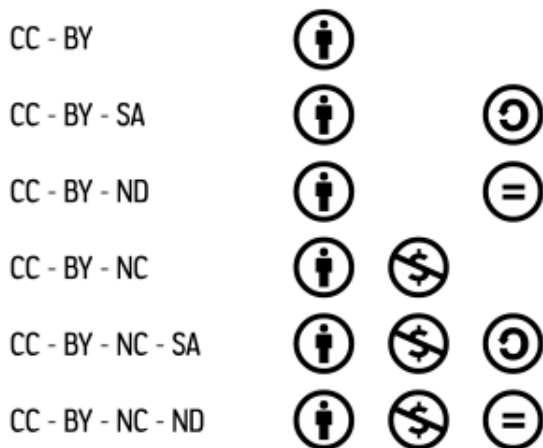 CC - BY
CC - BY - SA
CC - BY - ND
CC - BY - NC
CC - BY - NC - SA
CC - BY - NC - ND